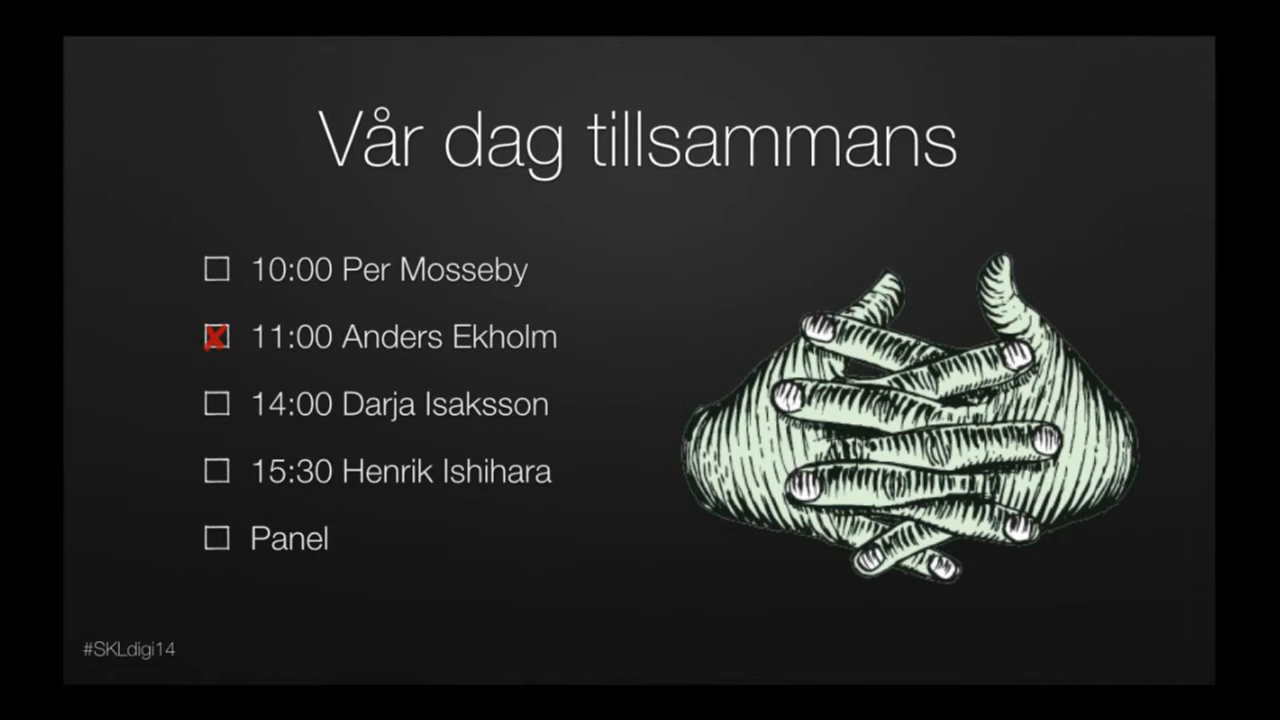 Vår dag tillsammans
10:00 Per Mosseby
11:00 Anders Ekholm
14:00 Darja Isaksson
15:30 Henrik Ishihara
Panel
#SKLdigi14